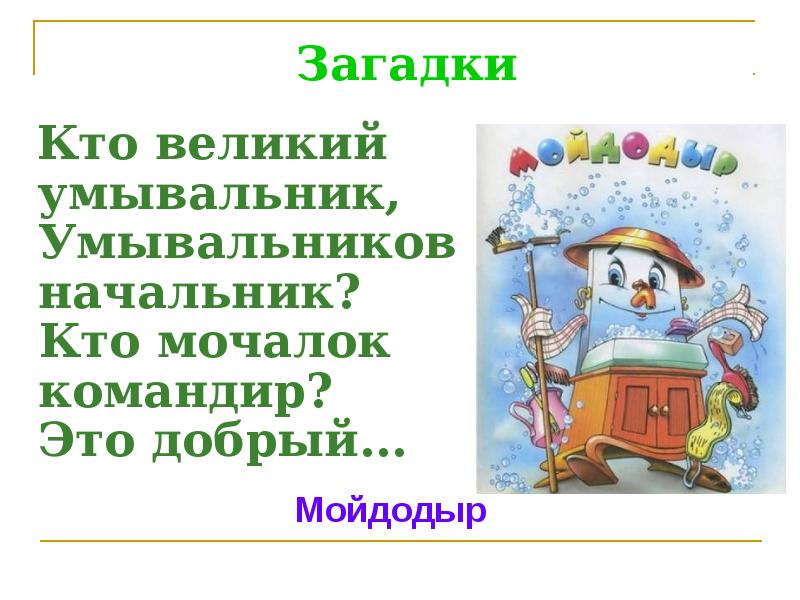 Загадки
Кто великий
умывальник,
Умывальников
начальник?
Кто мочалок
командир?
Это добрый…
МОЙДОДЫР
Мойдодыр